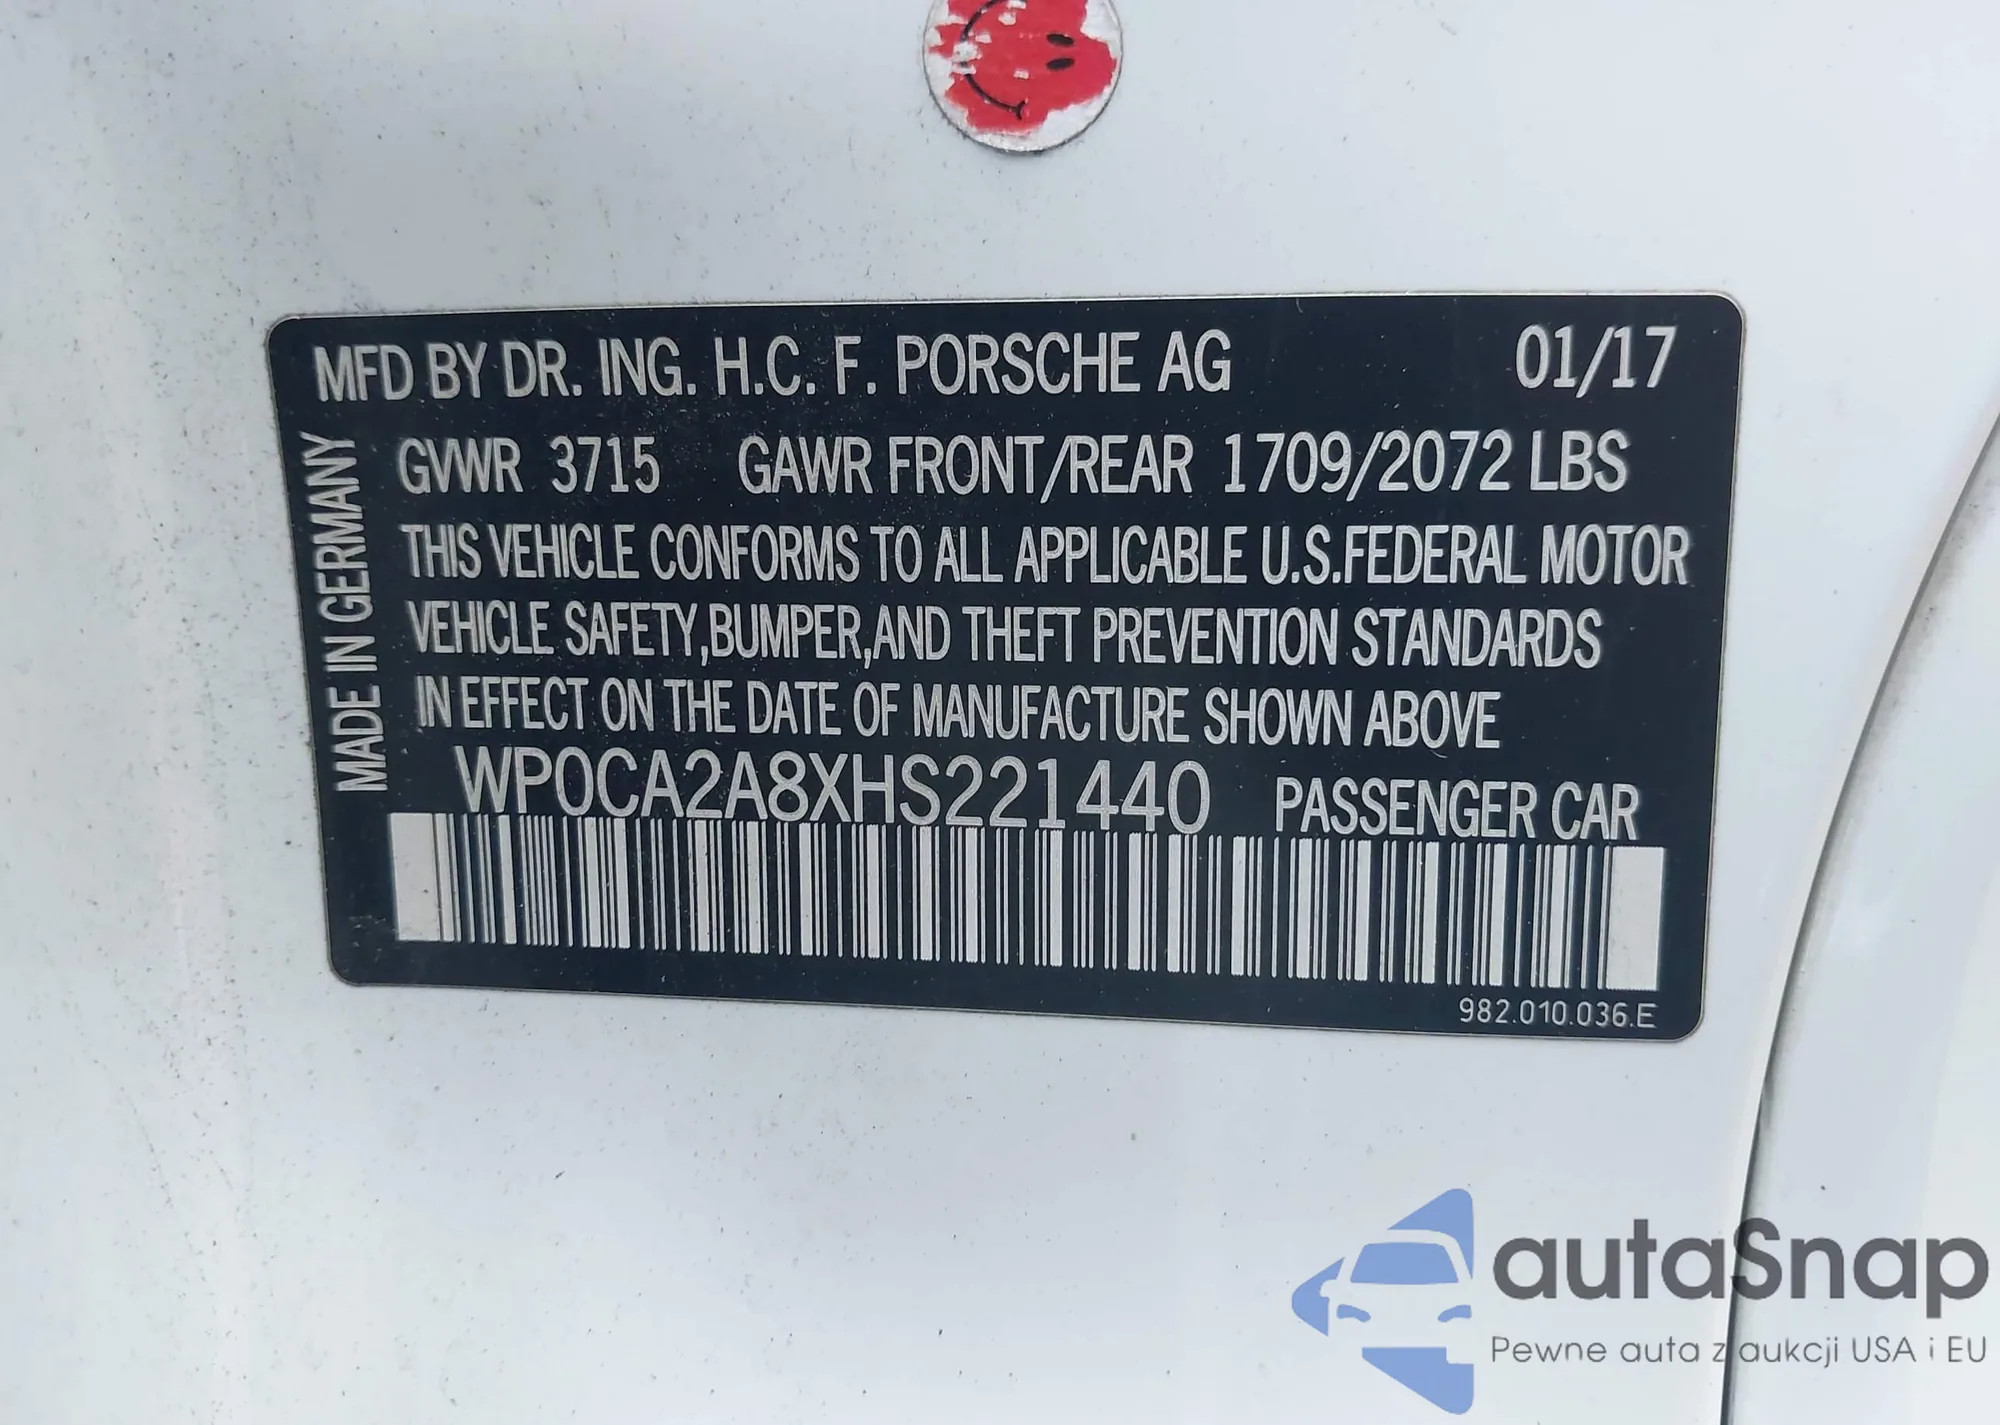 MFD BY DR. ING. H.C. F. PORSCHE AG 01/17
GVWR 3715 GAWR FRONT/REAR 1709/2072 LBS
THIS VEHICLE CONFORMS TO ALL APPLICABLE U.S.FEDERAL MOTOR
VEHICLE SAFETY,BUMPER,AND THEFT PREVENTION STANDARDS
IN EFFECT ON THE DATE OF MANUFACTURE SHOWN ABOVE
WP0CA2A8XHS221440 PASSENGER CAR
MADE IN GERMANY
982.010.036.E
autaSnap
Pewne auta z aukcji USA i EU